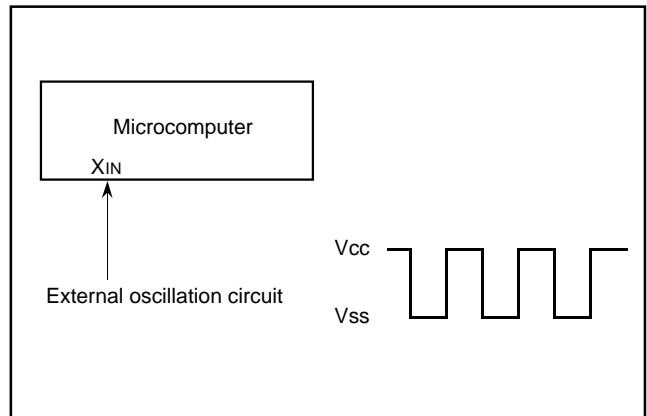 Microcomputer
XIN
External oscillation circuit
Vcc
Vss